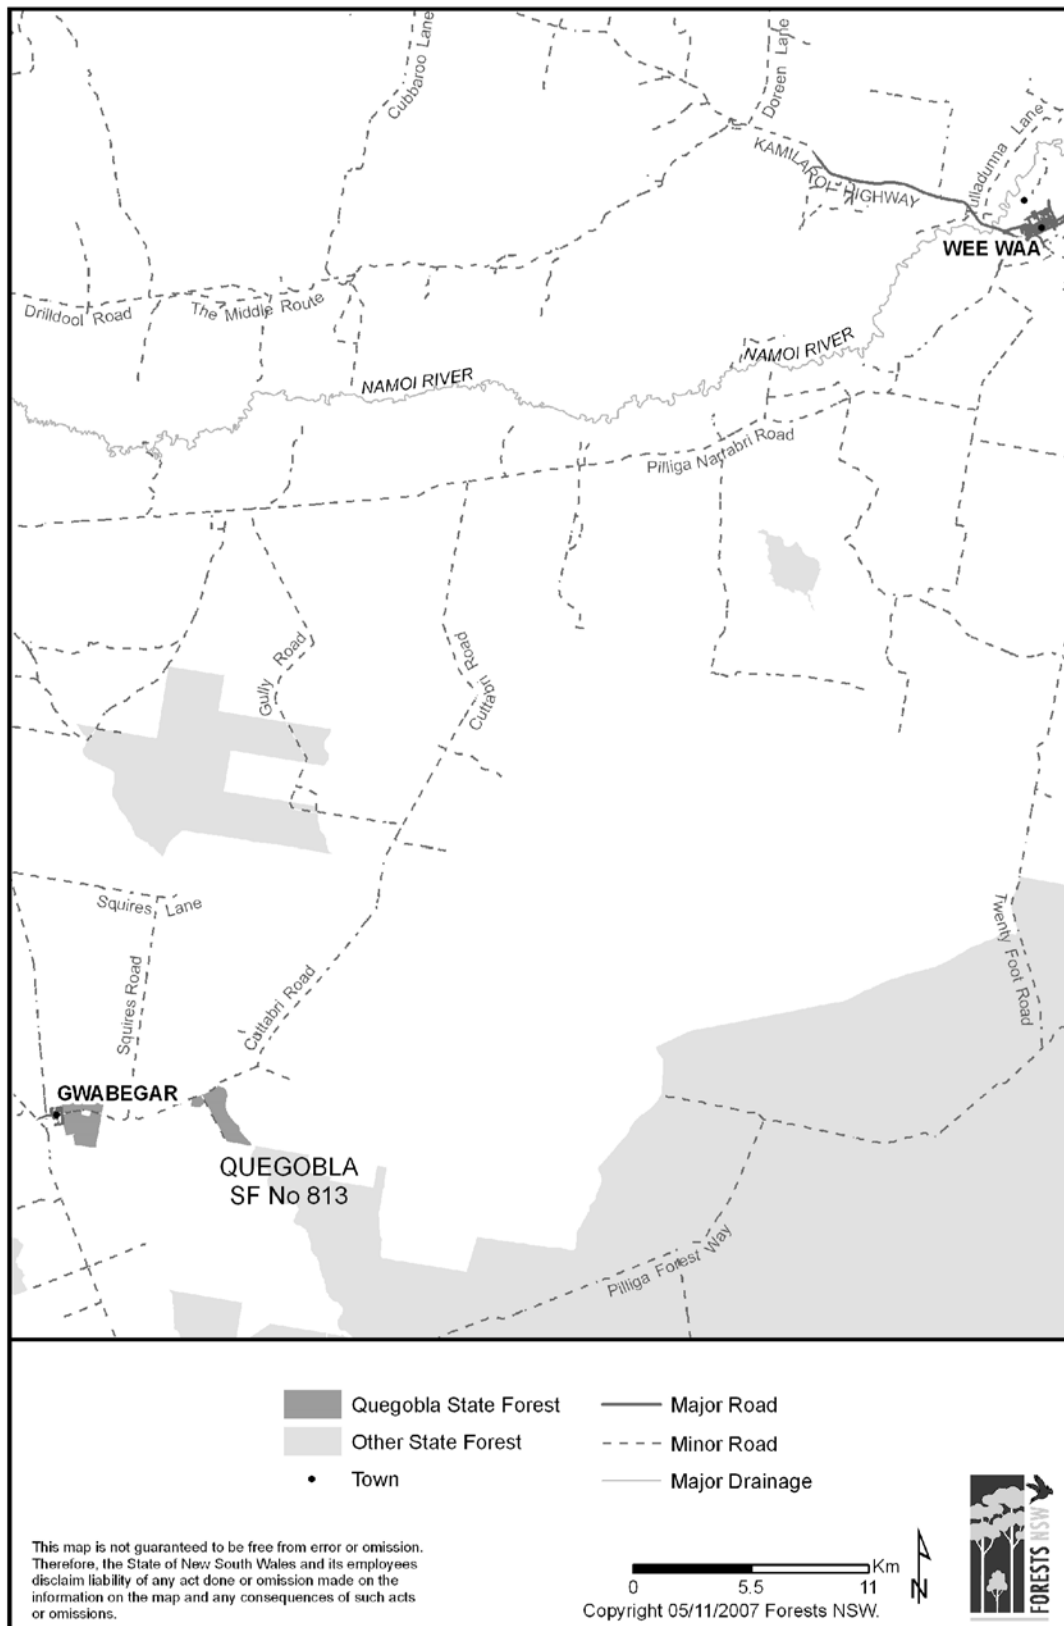 Cubbaroo Lane
Doreen Lane
KAMILAROI HIGHWAY
ulladunna Lane
WEE WAA
Drilldool Road
The Middle Route
NAMOI RIVER
NAMOI RIVER
Pilliga Narrabri Road
Gully Road
Cuttabri Road
Squires Lane
Squires Road
Cuttabri Road
Twenty Foot Road
GWABEGAR
QUEGOBLA
SF No 813
Pilliga Forest Way
Quegobla State Forest
Other State Forest
Town
Major Road
Minor Road
Major Drainage
This map is not guaranteed to be free from error or omission.
Therefore, the State of New South Wales and its employees
disclaim liability of any act done or omission made on the
information on the map and any consequences of such acts
or omissions.
Km
0 5.5 11
Copyright 05/11/2007 Forests NSW.
N
FORESTS NSW